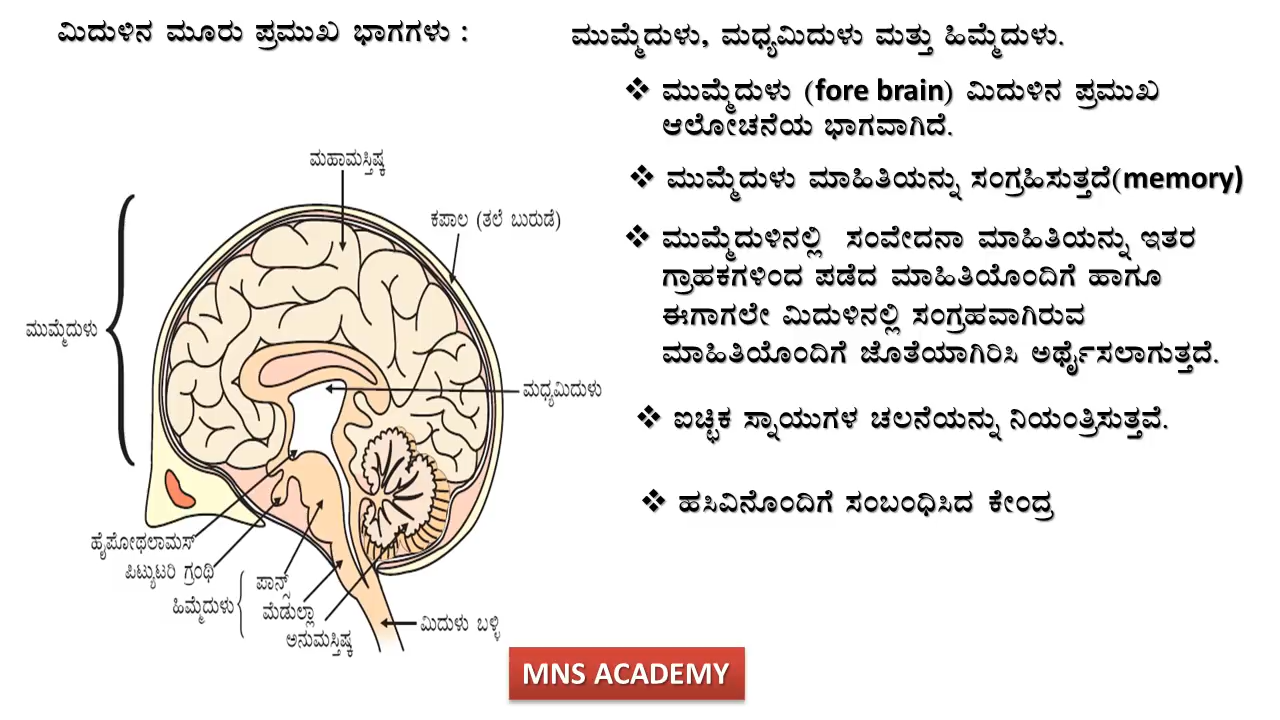 ಮಿದುಳಿನ ಮೂರು ಪ್ರಮುಖ ಭಾಗಗಳು :
ಮುಮ್ಮೆದುಳು, ಮಧ್ಯಮಿದುಳು ಮತ್ತು ಹಿಮ್ಮೆದುಳು.
❖ ಮುಮ್ಮೆದುಳು (fore brain) ಮಿದುಳಿನ ಪ್ರಮುಖ
ಆಲೋಚನೆಯ ಭಾಗವಾಗಿದೆ.
❖ ಮುಮ್ಮೆದುಳು ಮಾಹಿತಿಯನ್ನು ಸಂಗ್ರಹಿಸುತ್ತದೆ(memory)
❖ ಮುಮ್ಮೆದುಳಿನಲ್ಲಿ ಸಂವೇದನಾ ಮಾಹಿತಿಯನ್ನು ಇತರ
ಗ್ರಾಹಕಗಳಿಂದ ಪಡೆದ ಮಾಹಿತಿಯೊಂದಿಗೆ ಹಾಗೂ
ಈಗಾಗಲೇ ಮಿದುಳಿನಲ್ಲಿ ಸಂಗ್ರಹವಾಗಿರುವ
ಮಾಹಿತಿಯೊಂದಿಗೆ ಜೊತೆಯಾಗಿರಿಸಿ ಅರ್ಥೈಸಲಾಗುತ್ತದೆ.
❖ ಐಚ್ಛಿಕ ಸ್ನಾಯುಗಳ ಚಲನೆಯನ್ನು ನಿಯಂತ್ರಿಸುತ್ತವೆ.
❖ ಹಸಿವಿನೊಂದಿಗೆ ಸಂಬಂಧಿಸಿದ ಕೇಂದ್ರ
ಮಹಾಮಸ್ತಿಷ್ಕ
ಕಪಾಲ (ತಲೆ ಬುರುಡೆ)
ಮುಮ್ಮೆದುಳು
ಮಧ್ಯಮಿದುಳು
ಹೈಪೋಥಲಾಮಸ್
ಪಿಟ್ಯುಟರಿ ಗ್ರಂಥಿ
ಹಿಮ್ಮೆದುಳು
ಪಾನ್ಸ್
ಮೆಡುಲ್ಲಾ
ಅನುಮಸ್ತಿಷ್ಕ
ಮಿದುಳು ಬಳ್ಳಿ
MNS ACADEMY